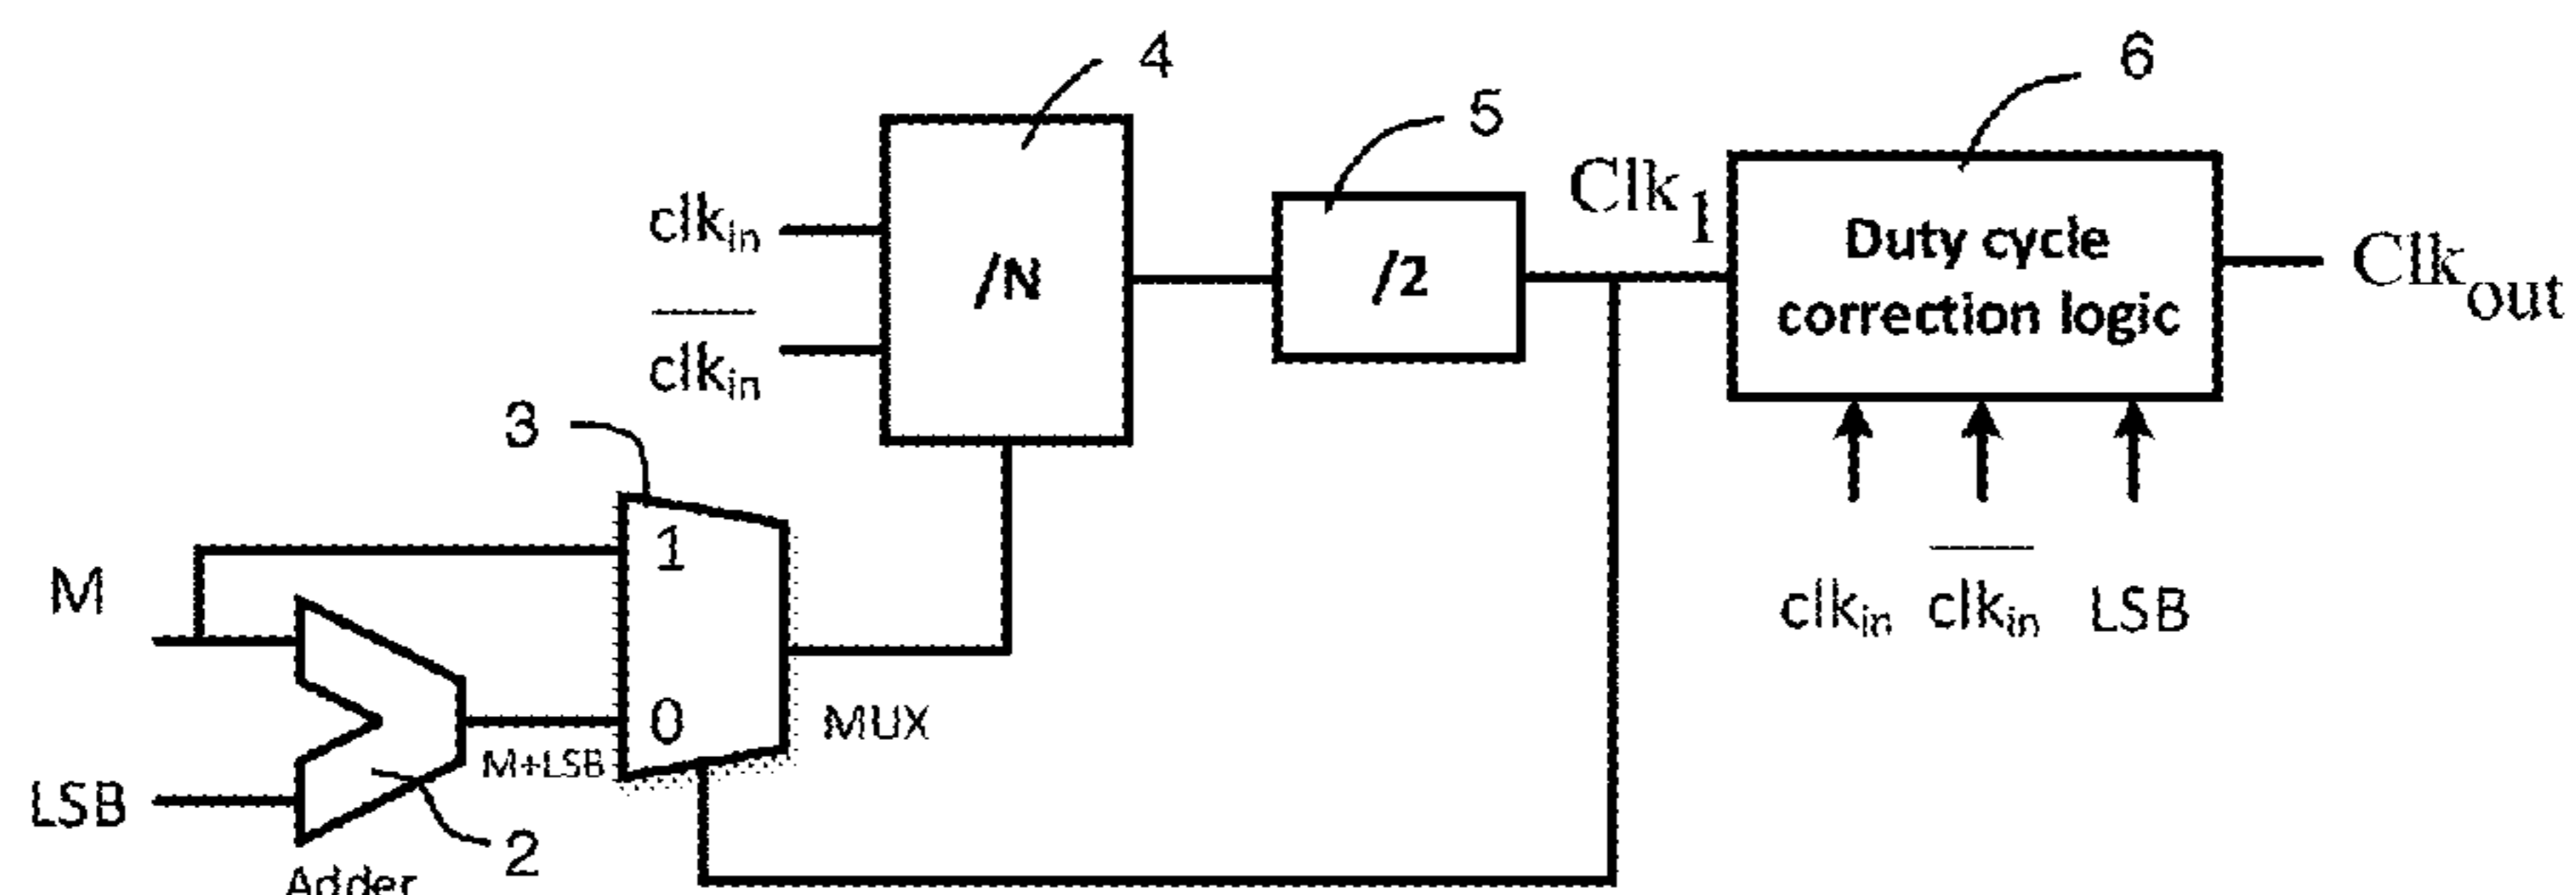 4
6
5
clkin
/N
/2
Clk1
Duty cycle
correction logic
Clkout
clkin
3
1
M
0
MUX
M+LSB
clkin
clkin
LSB
LSB
2
Adder